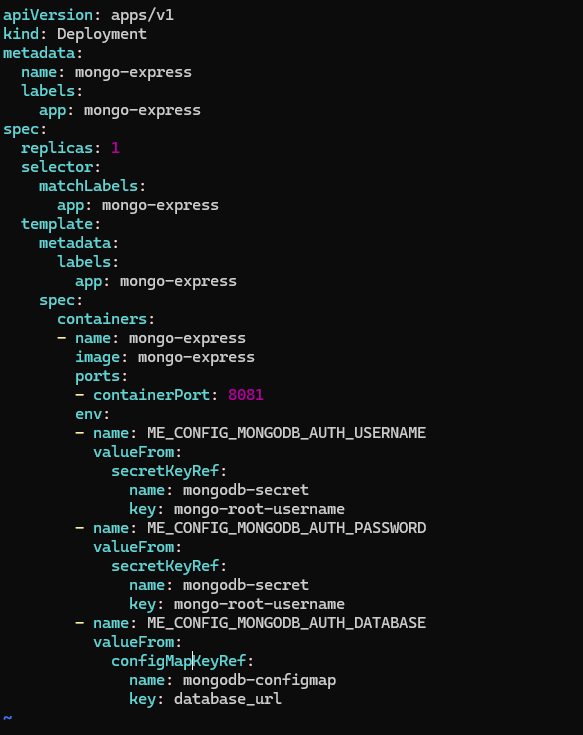 apiVersion: apps/v1
kind: Deployment
metadata:
  name: mongo-express
  labels:
    app: mongo-express
spec:
  replicas: 1
  selector:
    matchLabels:
      app: mongo-express
  template:
    metadata:
      labels:
        app: mongo-express
    spec:
      containers:
      - name: mongo-express
        image: mongo-express
        ports:
        - containerPort: 8081
        env:
        - name: ME_CONFIG_MONGODB_AUTH_USERNAME
          valueFrom:
            secretKeyRef:
              name: mongodb-secret
              key: mongo-root-username
        - name: ME_CONFIG_MONGODB_AUTH_PASSWORD
          valueFrom:
            secretKeyRef:
              name: mongodb-secret
              key: mongo-root-username
        - name: ME_CONFIG_MONGODB_AUTH_DATABASE
          valueFrom:
            configMapKeyRef:
              name: mongodb-configmap
              key: database_url
~